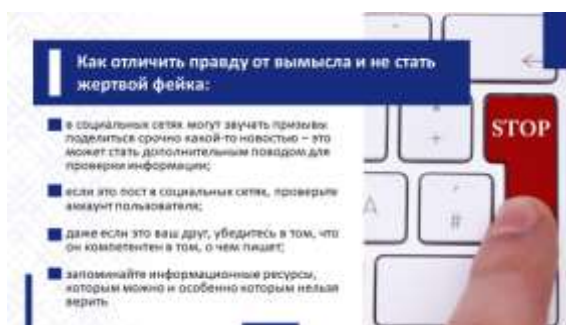 Как отличить правду от вымысла и не стать
жертвой фейка:
в социальных сетях могут звучать призывы
поделиться срочно какой-то новостью – это
может стать дополнительным поводом для
проверки информации;
если это пост в социальных сетях, проверьте
аккаунт пользователя;
даже если это ваш друг, убедитесь в том, что
он компетентен в том, о чем пишет;
запоминайте информационные ресурсы,
которым можно и особенно которым нельзя
верить
STOP
+
A
#